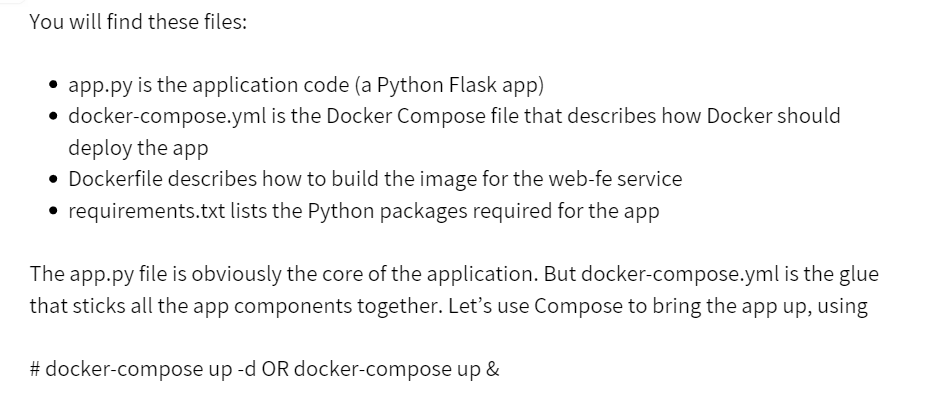 You will find these files:
• app.py is the application code (a Python Flask app)
• docker-compose.yml is the Docker Compose file that describes how Docker should
deploy the app
• Dockerfile describes how to build the image for the web-fe service
• requirements.txt lists the Python packages required for the app
The app.py file is obviously the core of the application. But docker-compose.yml is the glue
that sticks all the app components together. Let’s use Compose to bring the app up, using
# docker-compose up -d OR docker-compose up &